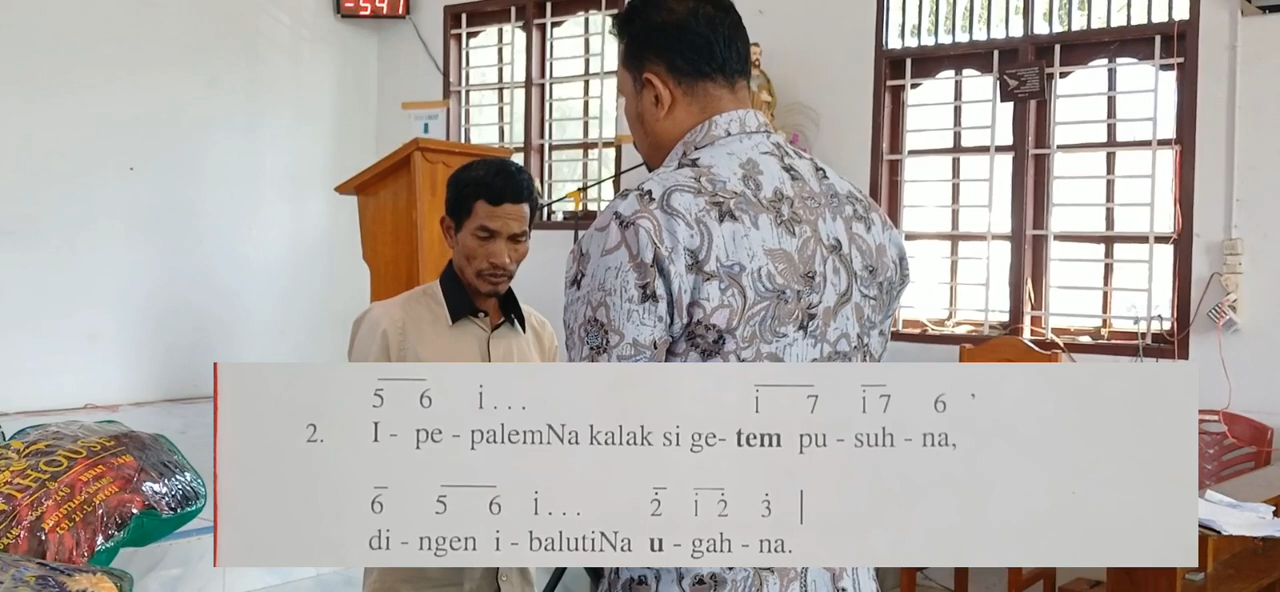 -541
5 6 i...  i 7 i 7 6 ,
2. I - pe - palemNa kalak si ge- tem pu - suh - na,
6 5 6 i...  2̇ i 2̇ 3̇ |
di - ngen i - balutiNa u - gah - na.